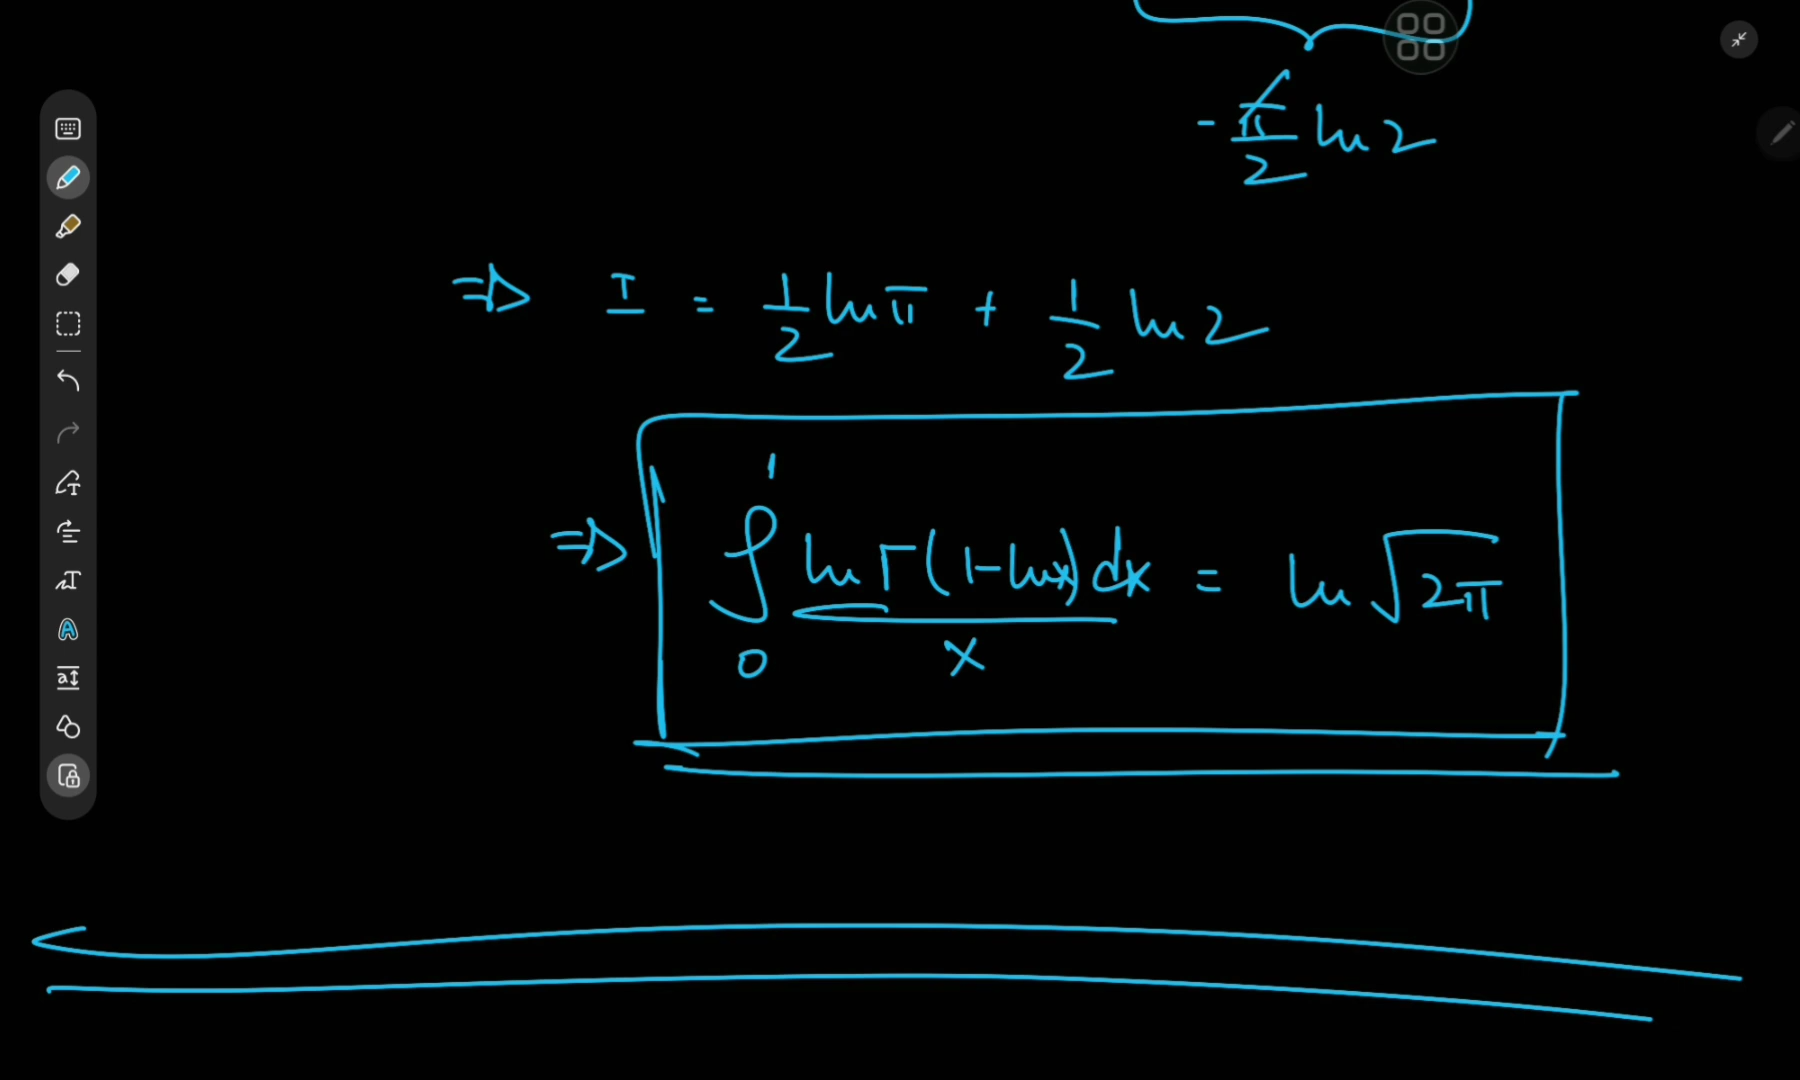 - π/2 ln 2
⇒ I = 1/2 ln π + 1/2 ln 2
⇒ ∫₀¹ ln Γ(1-ln x) dx = ln √2π
x